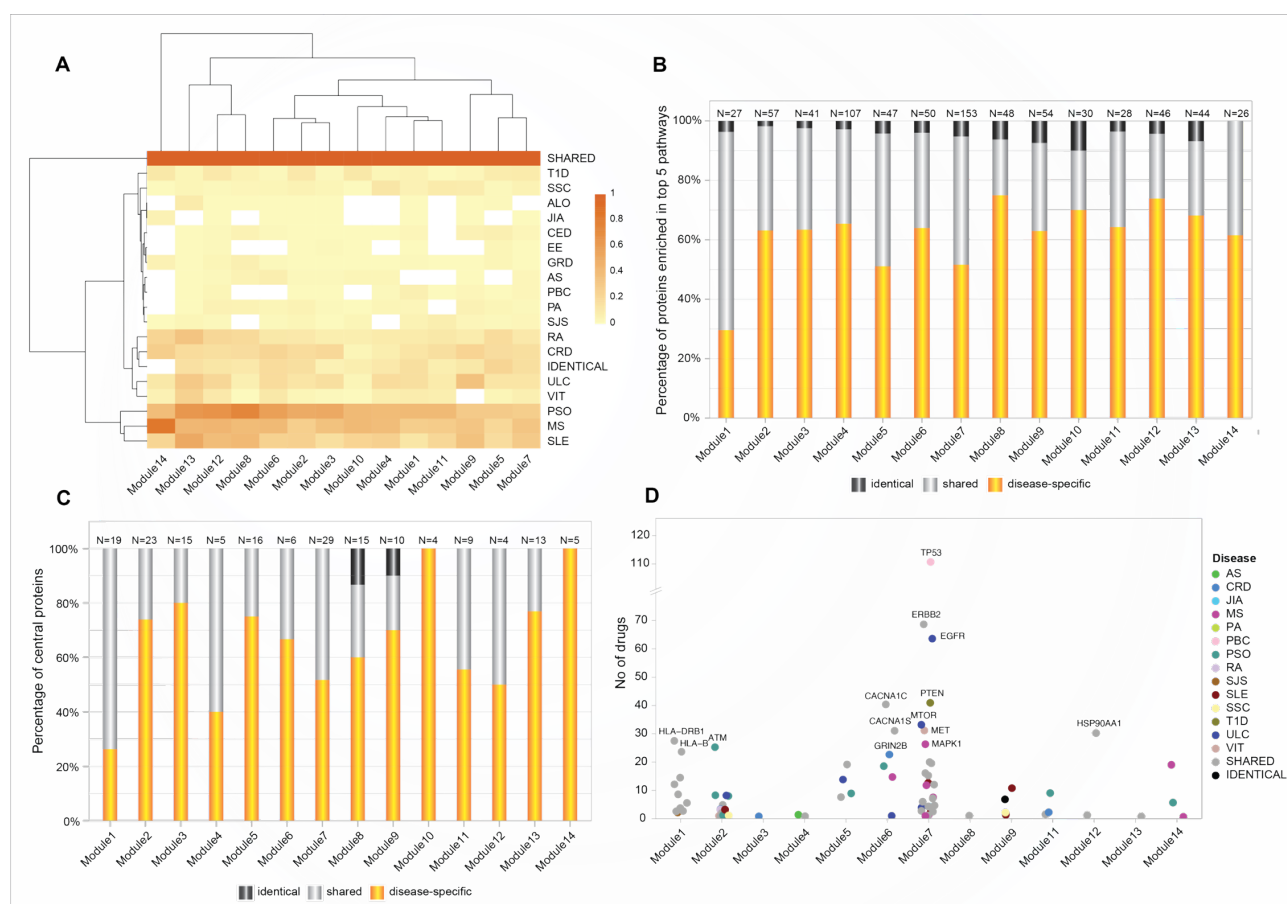 A
SHARED
T1D
SSC
ALO
JIA
CED
EE
GRD
AS
PBC
PA
SJS
RA
CRD
IDENTICAL
ULC
VIT
PSO
MS
SLE
1
0.8
0.6
0.4
0.2
0
Module14
Module13
Module12
Module8
Module6
Module2
Module3
Module10
Module4
Module1
Module11
Module9
Module5
Module7
B
Percentage of proteins enriched in top 5 pathways
N=27 N=57 N=41 N=107 N=47 N=50 N=153 N=48 N=54 N=30 N=28 N=46 N=44 N=26
100%
80%
60%
40%
20%
0%
Module1
Module2
Module3
Module4
Module5
Module6
Module7
Module8
Module9
Module10
Module11
Module12
Module13
Module14
identical shared disease-specific
C
Percentage of central proteins
N=19 N=23 N=15 N=5 N=16 N=6 N=29 N=15 N=10 N=4 N=9 N=4 N=13 N=5
100%
80%
60%
40%
20%
0%
Module1
Module2
Module3
Module4
Module5
Module6
Module7
Module8
Module9
Module10
Module11
Module12
Module13
Module14
identical shared disease-specific
D
No of drugs
120
110
70
60
50
40
30
20
10
0
TP53
ERBB2
EGFR
CACNA1C
PTEN
MTOR
CACNA1S
MET
HLA-DRB1
HLA-B
ATM
GRIN2B
MAPK1
HSP90AA1
Module1
Module2
Module3
Module4
Module5
Module6
Module7
Module8
Module9
Module11
Module12
Module13
Module14
Disease
AS
CRD
JIA
MS
PA
PBC
PSO
RA
SJS
SLE
SSC
T1D
ULC
VIT
SHARED
IDENTICAL